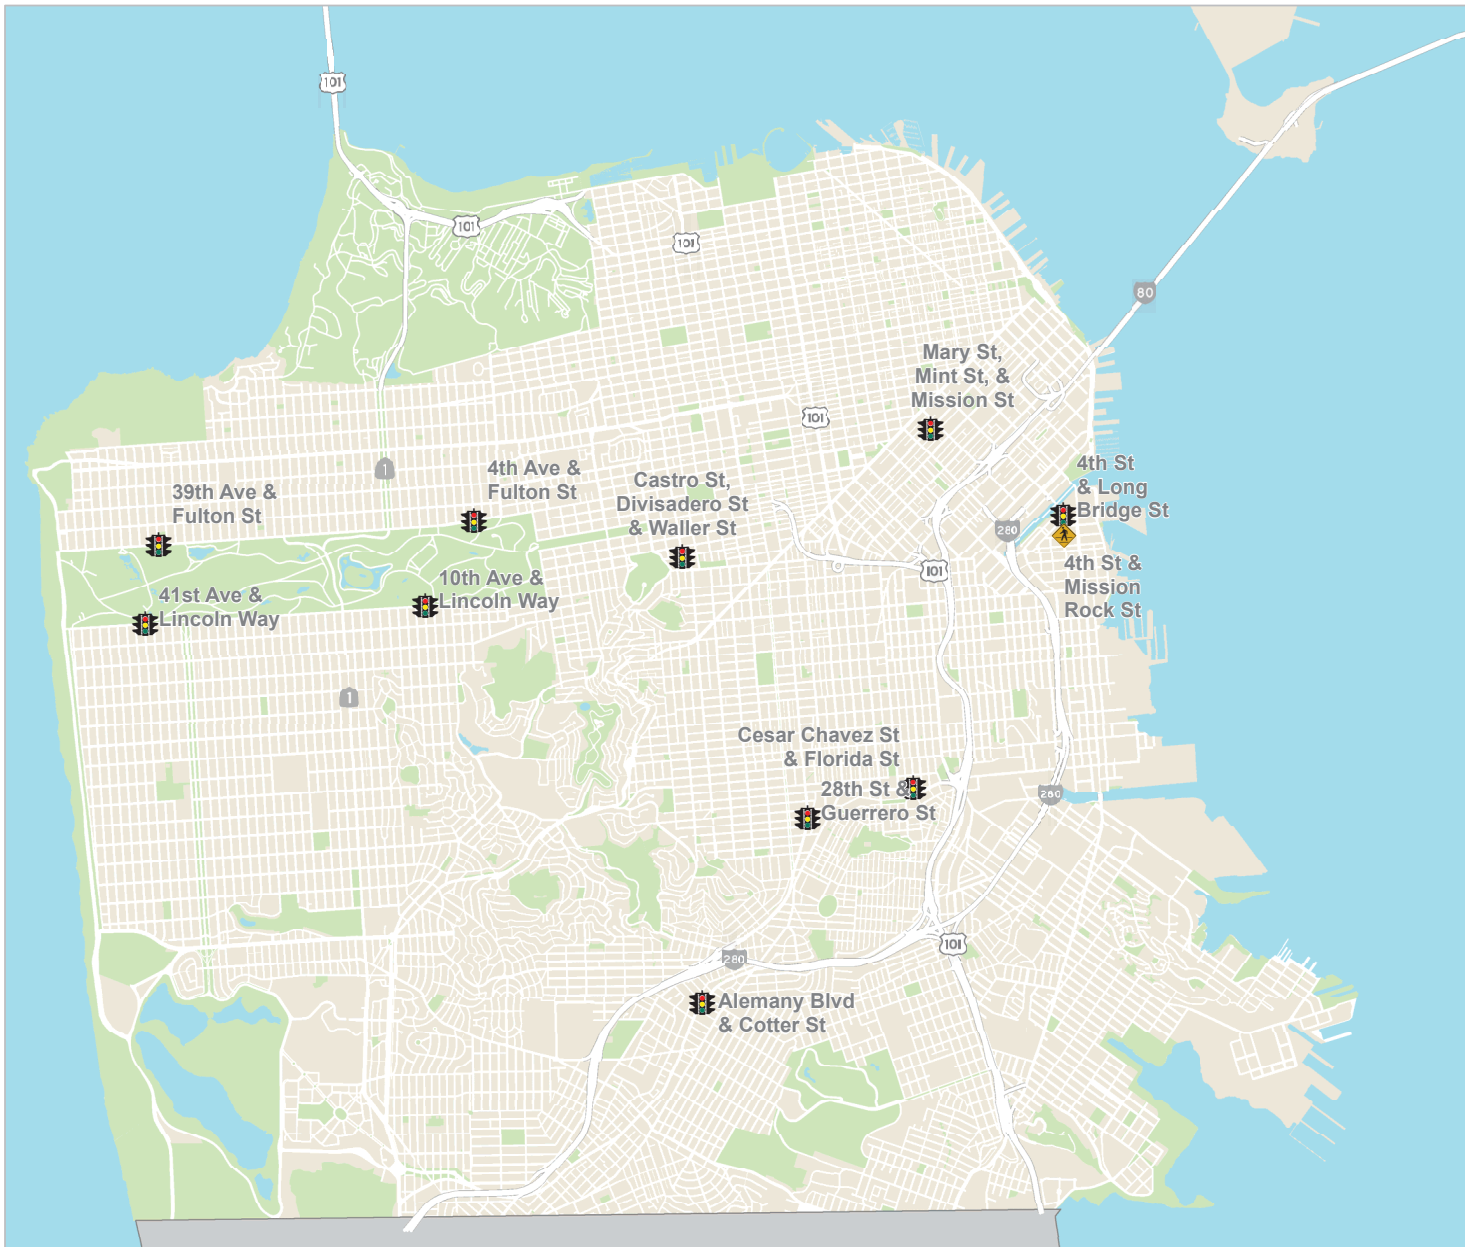 101
101
101
80
Mary St,
Mint St, &
Mission St
101
1
4th Ave &
Fulton St
Castro St,
Divisadero St
& Waller St
4th St
& Long
Bridge St
39th Ave &
Fulton St
280
101
4th St &
Mission
Rock St
10th Ave &
Lincoln Way
41st Ave &
Lincoln Way
1
Cesar Chavez St
& Florida St
28th St &
Guerrero St
280
101
280
Alemany Blvd
& Cotter St